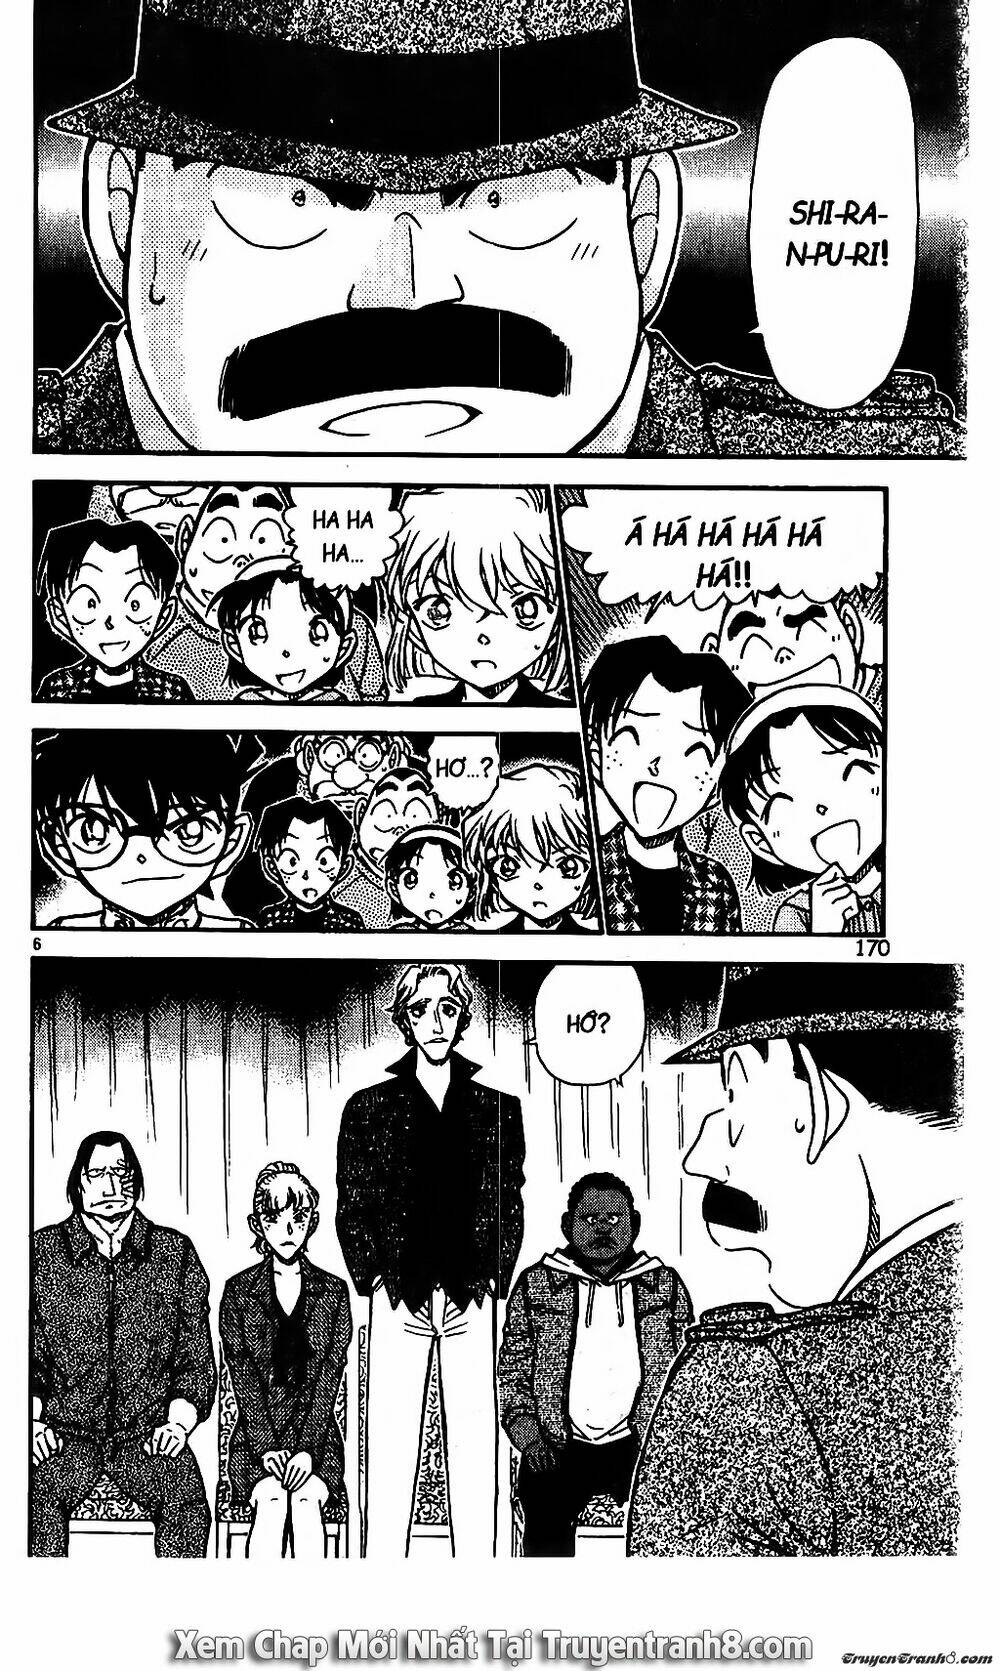 SHI-RA-
N-PU-RI!
HA HA
HA...
Á HÁ HÁ HÁ HÁ
HÁ!!
HƠ...?
6
170
HỚ?
Xem Chap Mới Nhất Tại Truyentranh8.com
TruyenTranh8.com